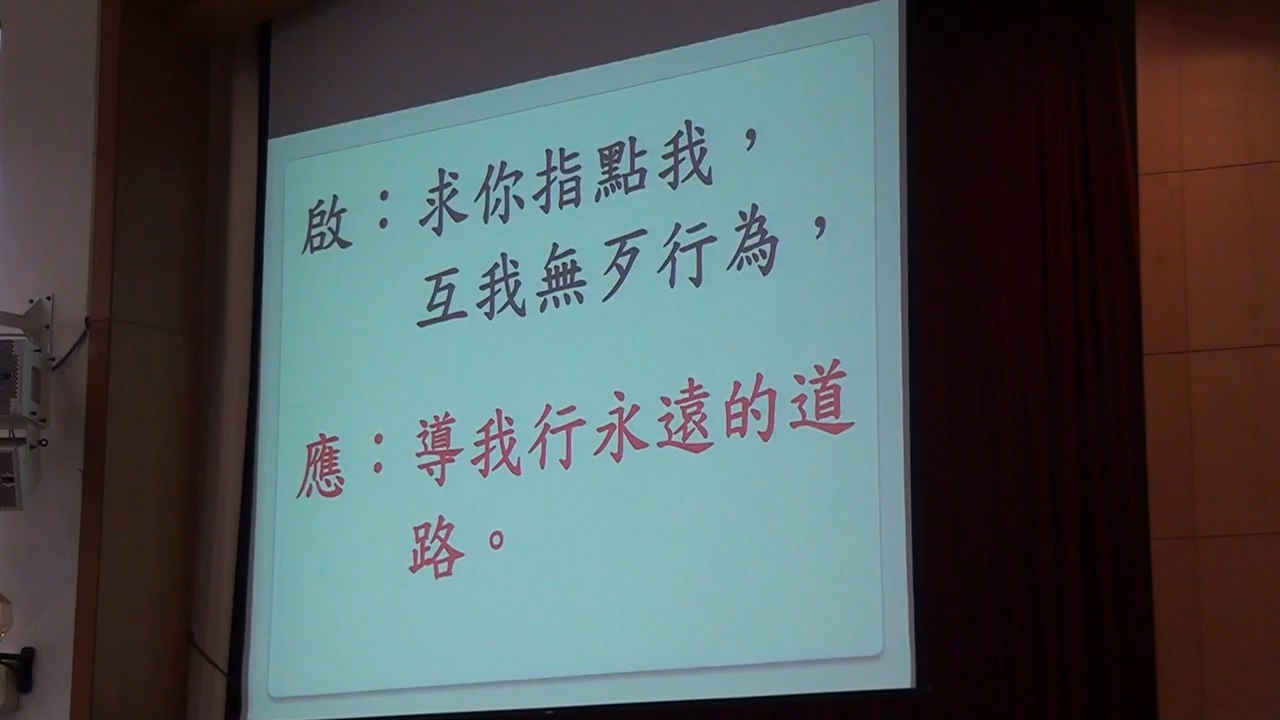 啟：求你指點我，
互我無歹行為，
應：導我行永遠的道
路。